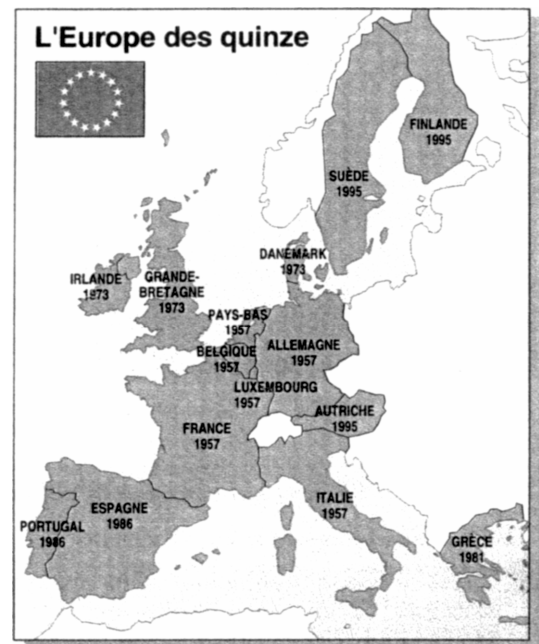 L'Europe des quinze
FINLANDE
1995
SUÈDE
1995
DANEMARK
1973
IRLANDE
1973
GRANDE-
BRETAGNE
1973
PAYS-BAS
1957
BELGIQUE
1957
ALLEMAGNE
1957
LUXEMBOURG
1957
AUTRICHE
1995
FRANCE
1957
ITALIE
1957
ESPAGNE
1986
PORTUGAL
1986
GRÈCE
1981